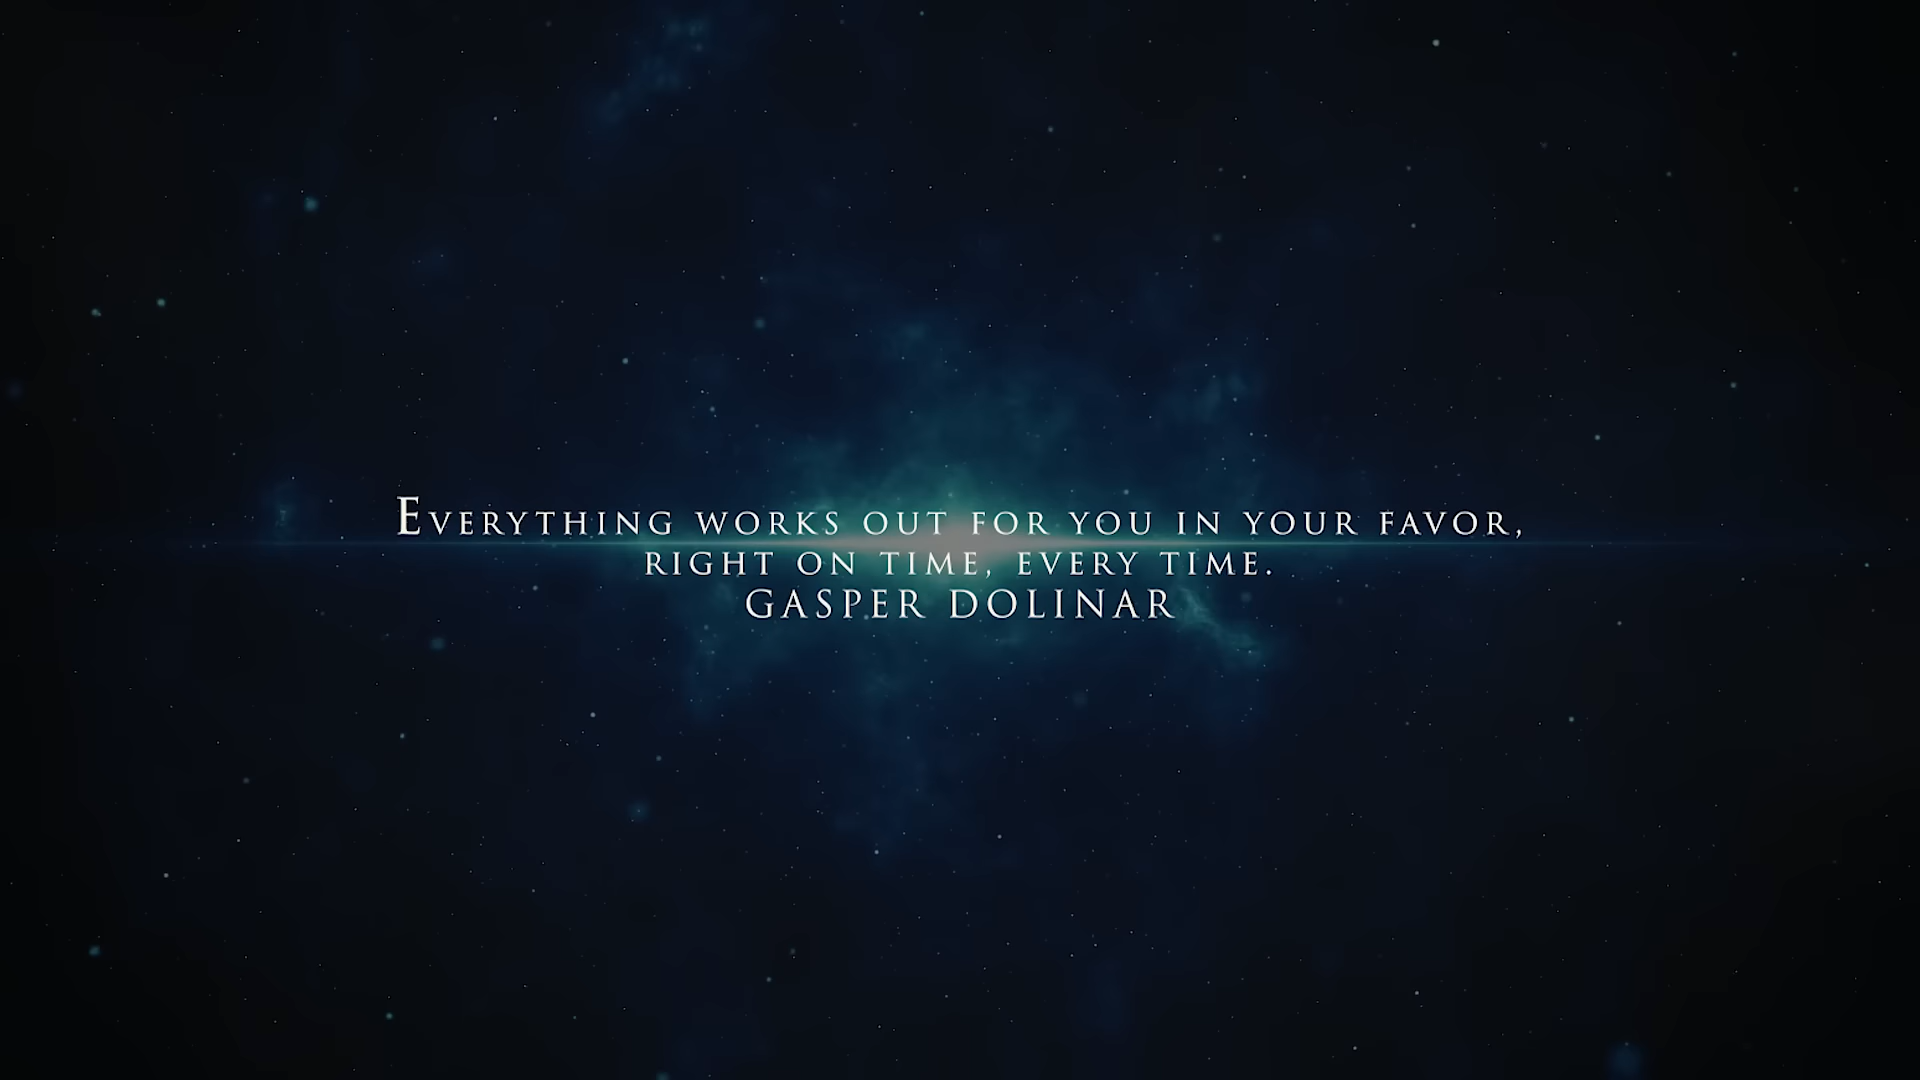 Everything works out for you in your favor,
right on time, every time.
GASPER DOLINAR